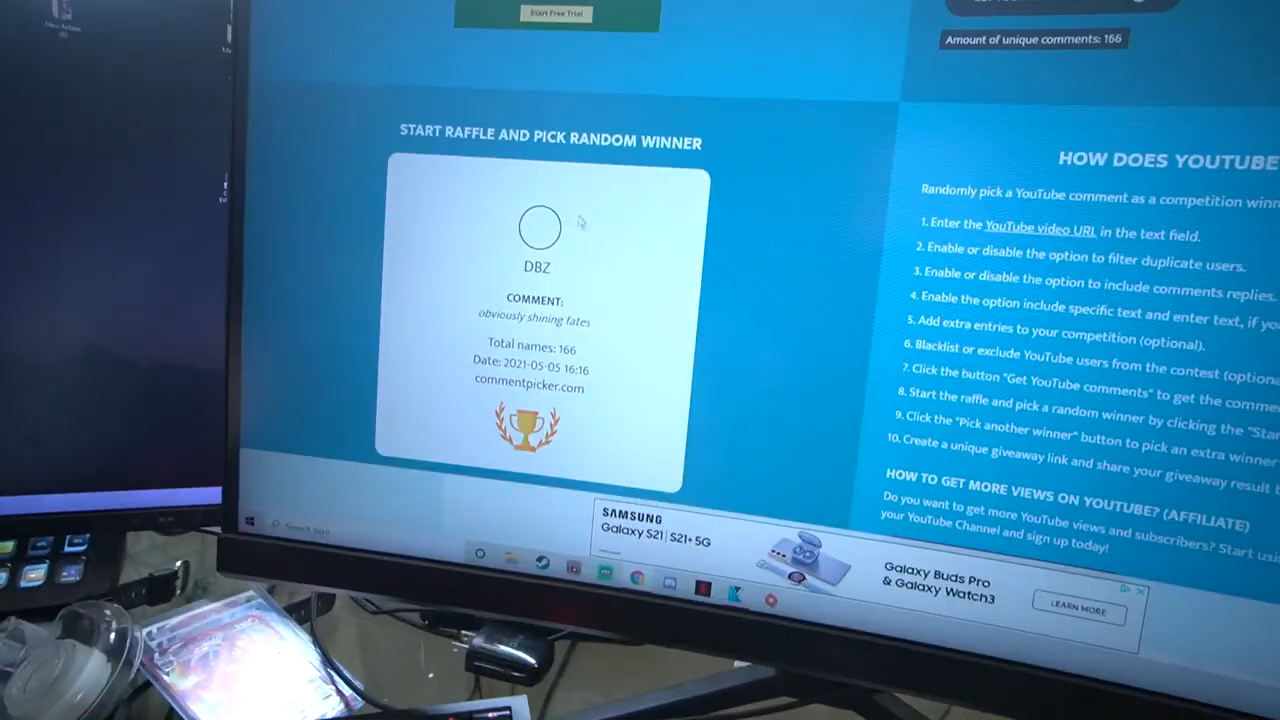 Start Free Trial
Amount of unique comments: 166
START RAFFLE AND PICK RANDOM WINNER
DBZ
COMMENT:
obviously shining fates
Total names: 166
Date: 2021-05-05 16:16
commentpicker.com
HOW DOES YOUTUBE
Randomly pick a YouTube comment as a competition winn
1. Enter the YouTube video URL in the text field.
2. Enable or disable the option to filter duplicate users.
3. Enable or disable the option to include comments replies.
4. Enable the option include specific text and enter text, if yo
5. Add extra entries to your competition (optional).
6. Blacklist or exclude YouTube users from the contest (optiona
7. Click the button "Get YouTube comments" to get the comme
8. Start the raffle and pick a random winner by clicking the "Star
9. Click the "Pick another winner" button to pick an extra winner
10. Create a unique giveaway link and share your giveaway result
HOW TO GET MORE VIEWS ON YOUTUBE? (AFFILIATE)
Do you want to get more YouTube views and subscribers? Start usi
your YouTube Channel and sign up today!
SAMSUNG
Galaxy S21 | S21+ 5G
Galaxy Buds Pro
& Galaxy Watch3
LEARN MORE
Search here